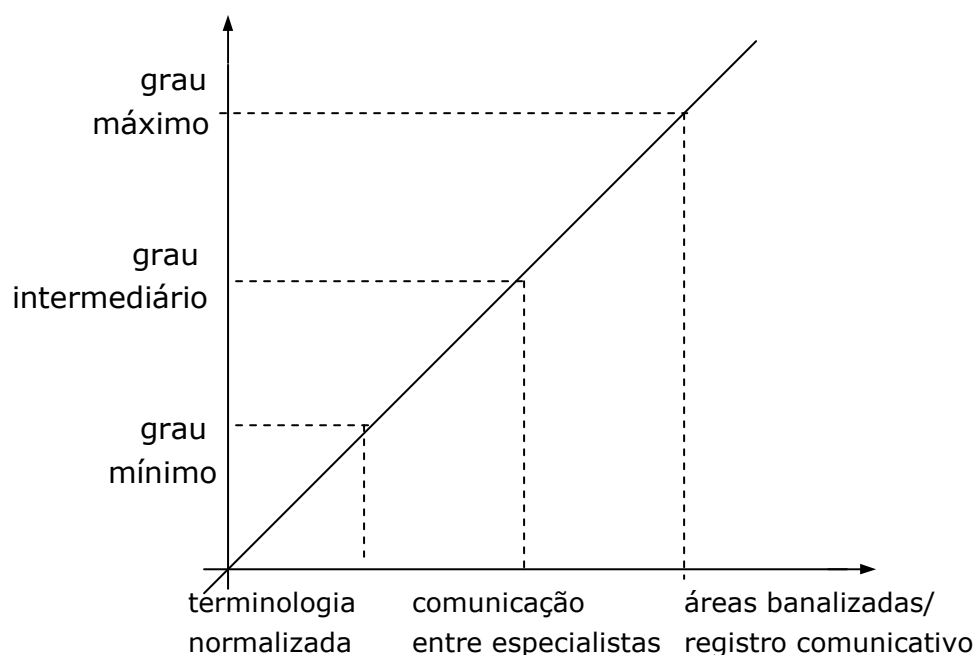 grau
máximo
grau
intermediário
grau
mínimo
terminologia comunicação áreas banalizadas/
normalizada entre especialistas registro comunicativo